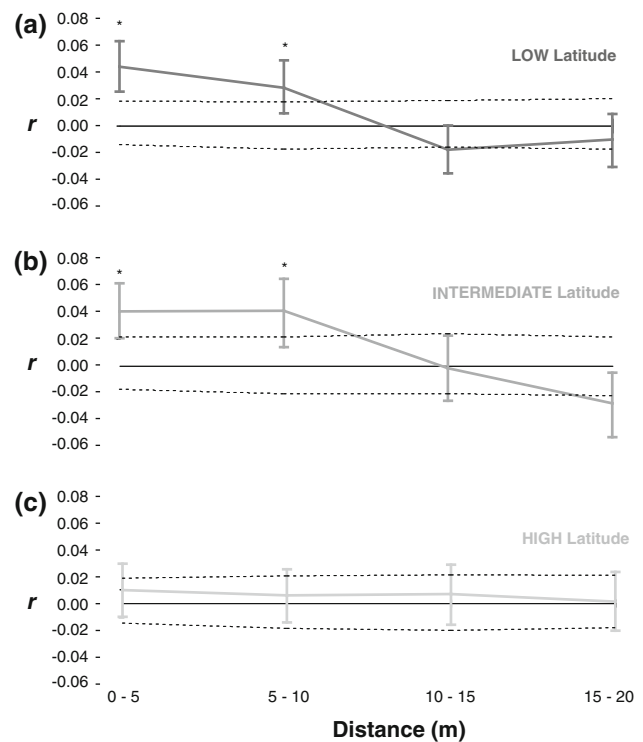 (a)
0.08
0.06
0.04
0.02
0.00
-0.02
-0.04
-0.06
r
*
*
LOW Latitude
(b)
0.08
0.06
0.04
0.02
0.00
-0.02
-0.04
-0.06
r
*
*
INTERMEDIATE Latitude
(c)
0.08
0.06
0.04
0.02
0.00
-0.02
-0.04
-0.06
r
HIGH Latitude
0 - 5 5 - 10 10 - 15 15 - 20
Distance (m)